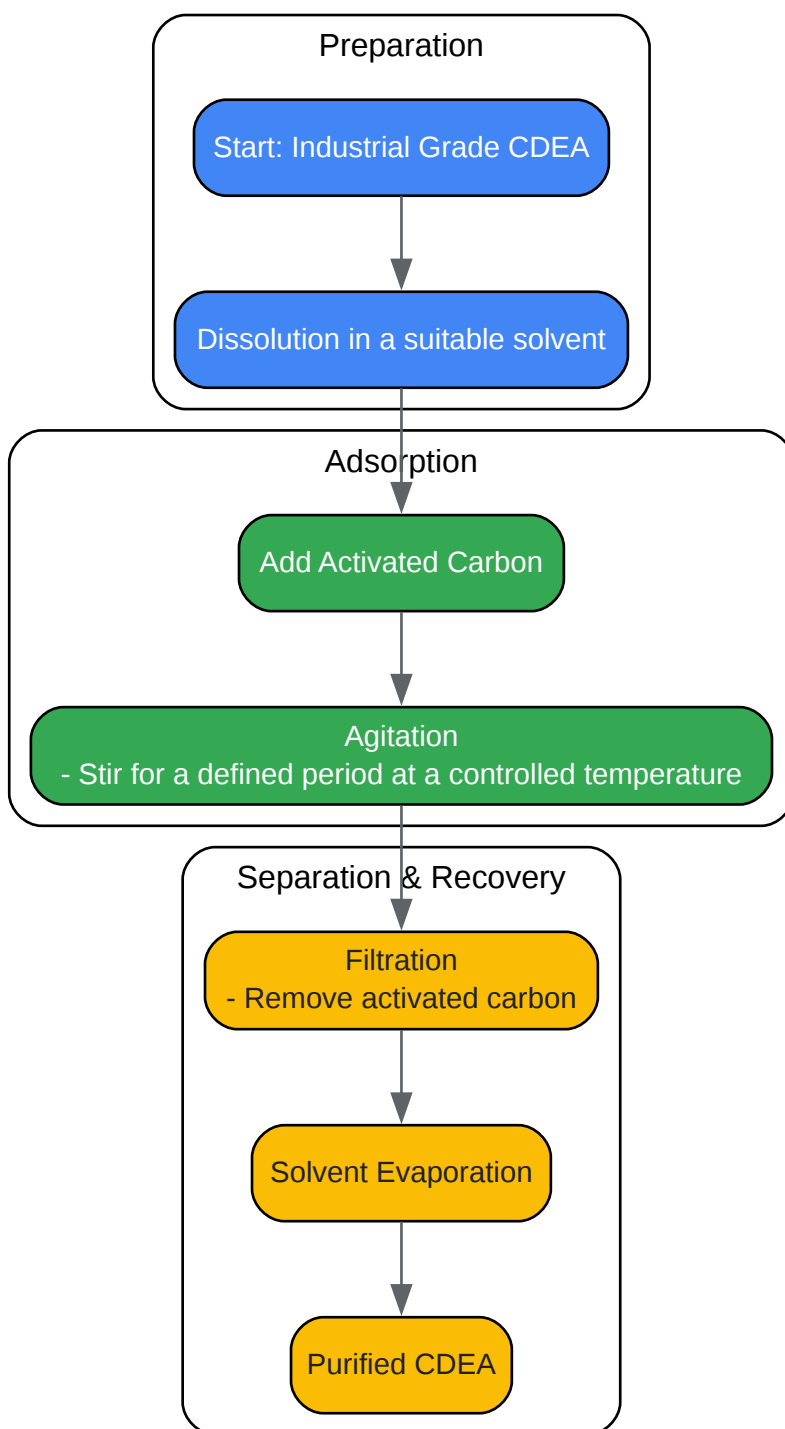 Preparation
Start: Industrial Grade CDEA
Dissolution in a suitable solvent
Adsorption
Add Activated Carbon
Agitation
- Stir for a defined period at a controlled temperature
Separation & Recovery
Filtration
- Remove activated carbon
Solvent Evaporation
Purified CDEA